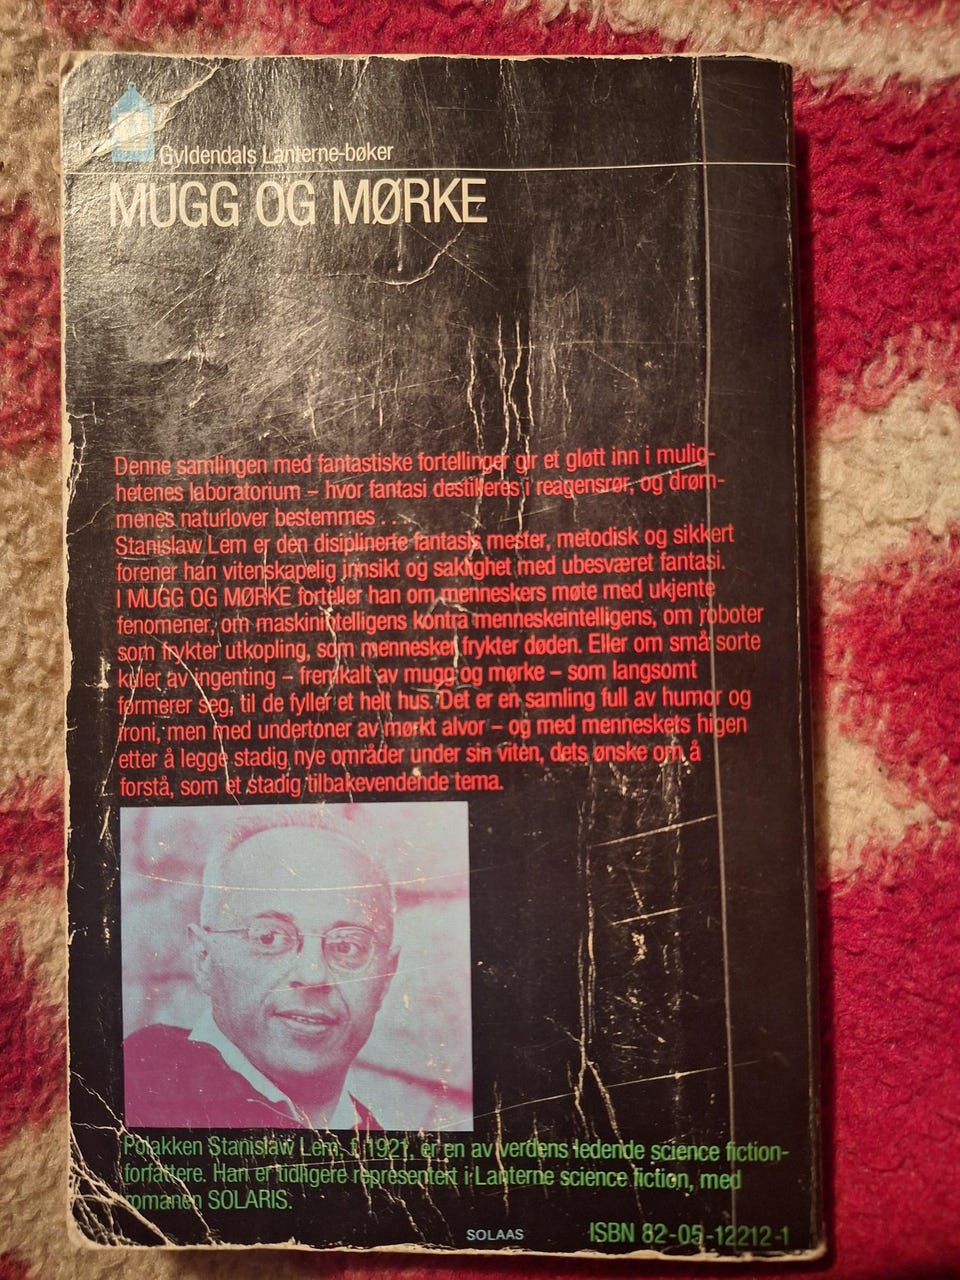 Gyldendals Lanterne-bøker
MUGG OG MØRKE
Denne samlingen med fantastiske fortellinger gir et gløtt inn i mulig-
hetenes laboratorium – hvor fantasi destilleres i reagensrør, og drøm-
menes naturlover bestemmes . . .
Stanislaw Lem er den disiplinerte fantasis mester, metodisk og sikkert
forener han vitenskapelig innsikt og saklighet med ubesværet fantasi.
I MUGG OG MØRKE forteller han om menneskers møte med ukjente
fenomener, om maskinintelligens kontra menneskeintelligens, om roboter
som frykter utkopling, som mennesker frykter døden. Eller om små sorte
kuler av ingenting – fremkalt av mugg og mørke – som langsomt
formerer seg, til de fyller et helt hus. Det er en samling full av humor og
ironi, men med undertoner av mørkt alvor – og med menneskets higen
etter å legge stadig nye områder under sin viten, dets ønske om å
forstå, som et stadig tilbakevendende tema.
Polakken Stanislaw Lem, f. 1921, er en av verdens ledende science fiction-
forfattere. Han er tidligere representert i Lanterne science fiction, med
romanen SOLARIS.
SOLAAS
ISBN 82-05-12212-1